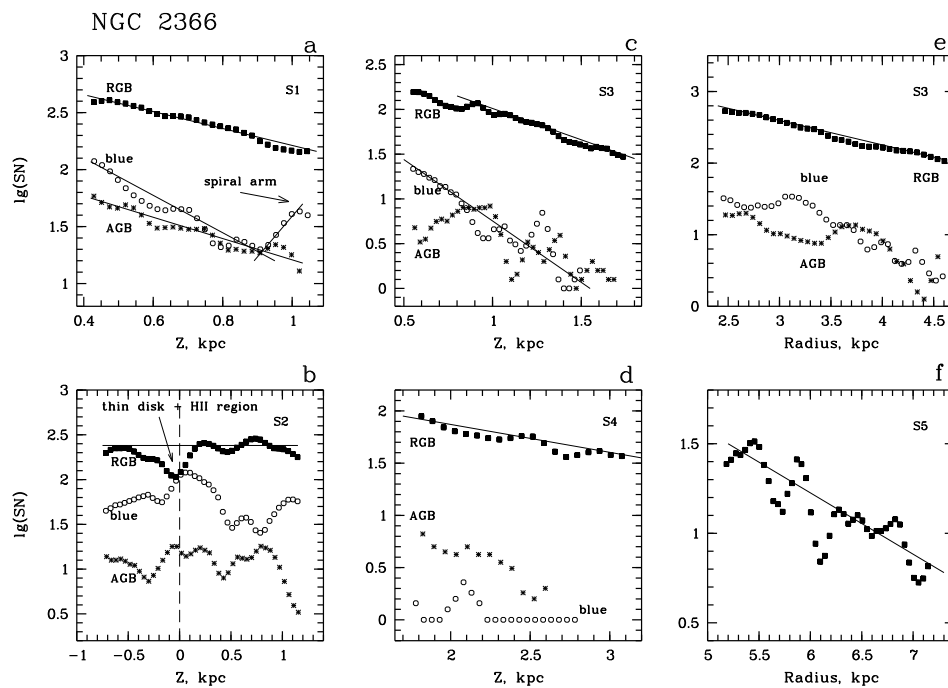 NGC 2366
a
3
2.5
2
1.5
1
lg(SN)
RGB
S1
blue
spiral arm
AGB
0.4
0.6
0.8
1
Z, kpc
c
2.5
2
1.5
1
0.5
0
S3
RGB
blue
AGB
0.5
1
1.5
Z, kpc
e
3
2
1
0
S3
RGB
blue
AGB
2.5
3
3.5
4
4.5
Radius, kpc
b
3
2.5
2
1.5
1
0.5
lg(SN)
thin disk + HII region
S2
RGB
blue
AGB
−1
−0.5
0
0.5
1
Z, kpc
d
2
1.5
1
0.5
0
S4
RGB
AGB
blue
2
2.5
3
Z, kpc
f
1.5
1
0.5
S5
5
6
7
Radius, kpc